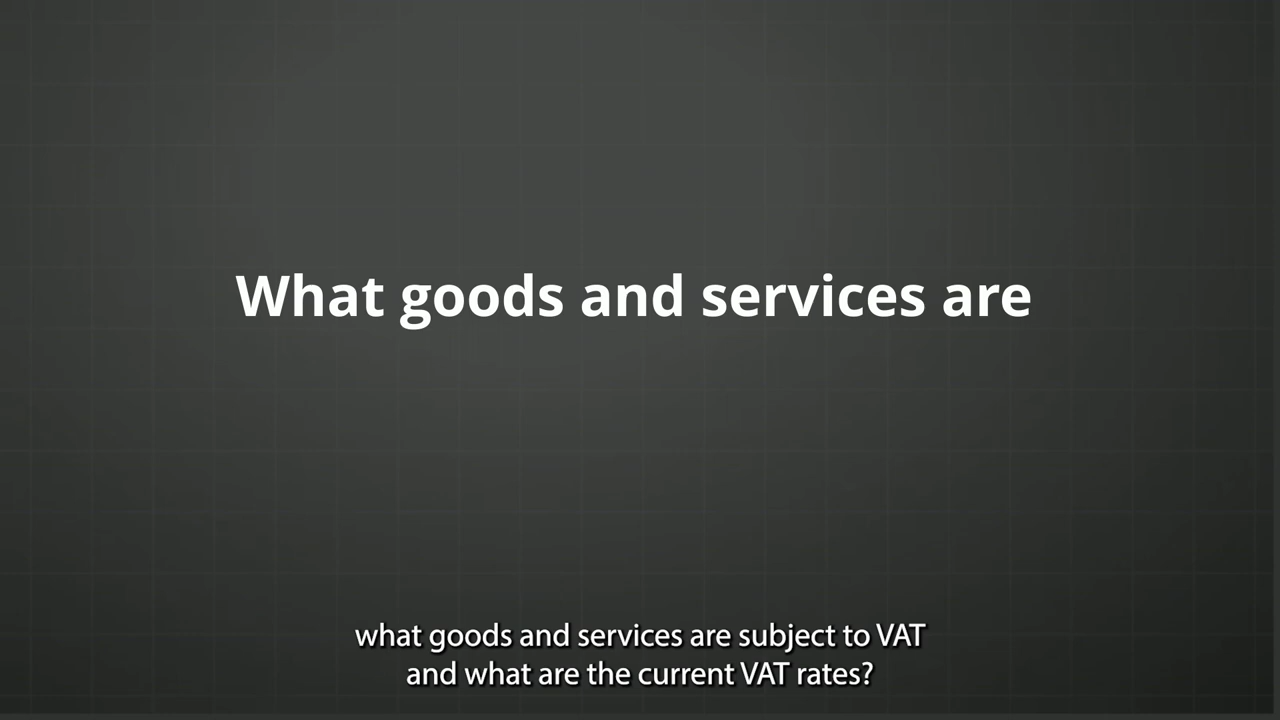 What goods and services are
what goods and services are subject to VAT
and what are the current VAT rates?